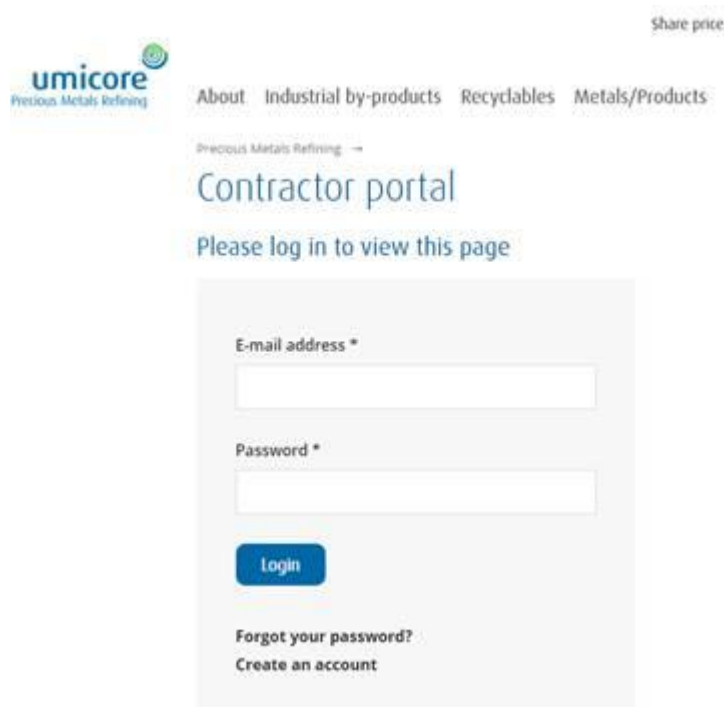 Share price
umicore
Precious Metals Refining
About Industrial by-products Recyclables Metals/Products
Precious Metals Refining →
Contractor portal
Please log in to view this page
E-mail address *
Password *
Login
Forgot your password?
Create an account